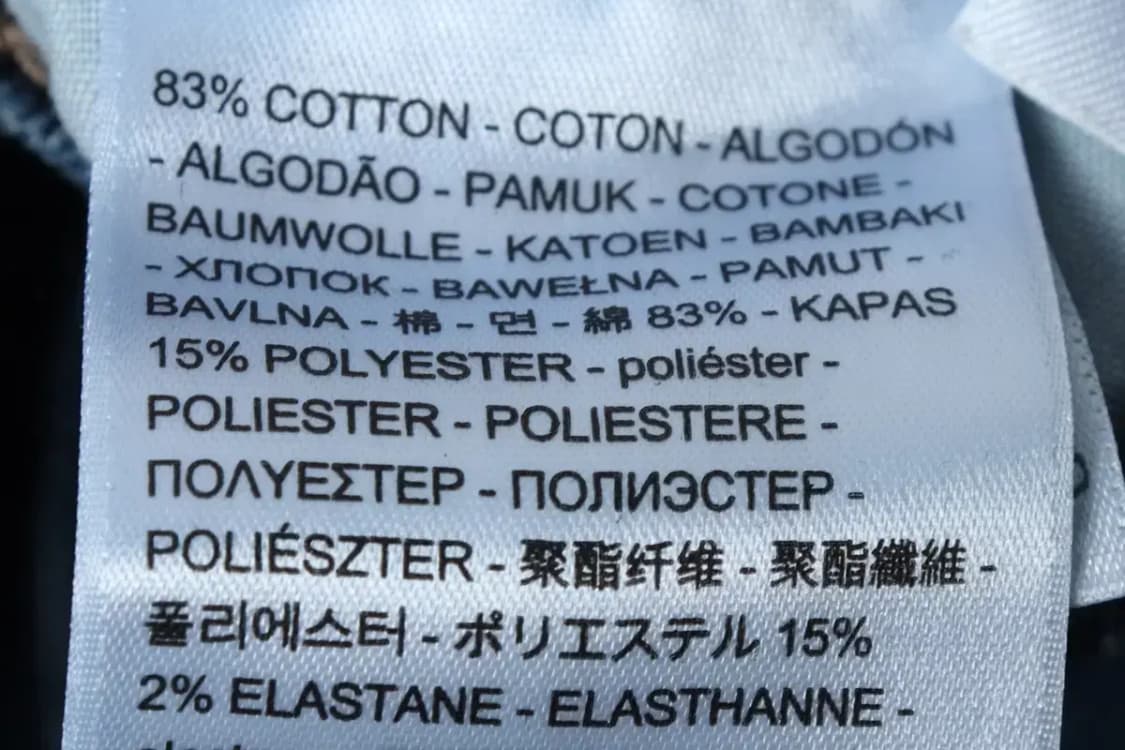 83% COTTON - COTON - ALGODÓN
- ALGODÃO - PAMUK - COTONE -
BAUMWOLLE - KATOEN - BAMBAKI
- ХЛОПОК - BAWEŁNA - PAMUT -
BAVLNA - 棉 - 면 - 綿 83% - KAPAS
15% POLYESTER - poliéster -
POLIESTER - POLIESTERE -
ΠΟΛΥΕΣΤΕΡ - ПОЛИЭСТЕР -
POLIÉSZTER - 聚酯纤维 - 聚酯纖維 -
폴리에스터 - ポリエステル 15%
2% ELASTANE - ELASTHANNE -